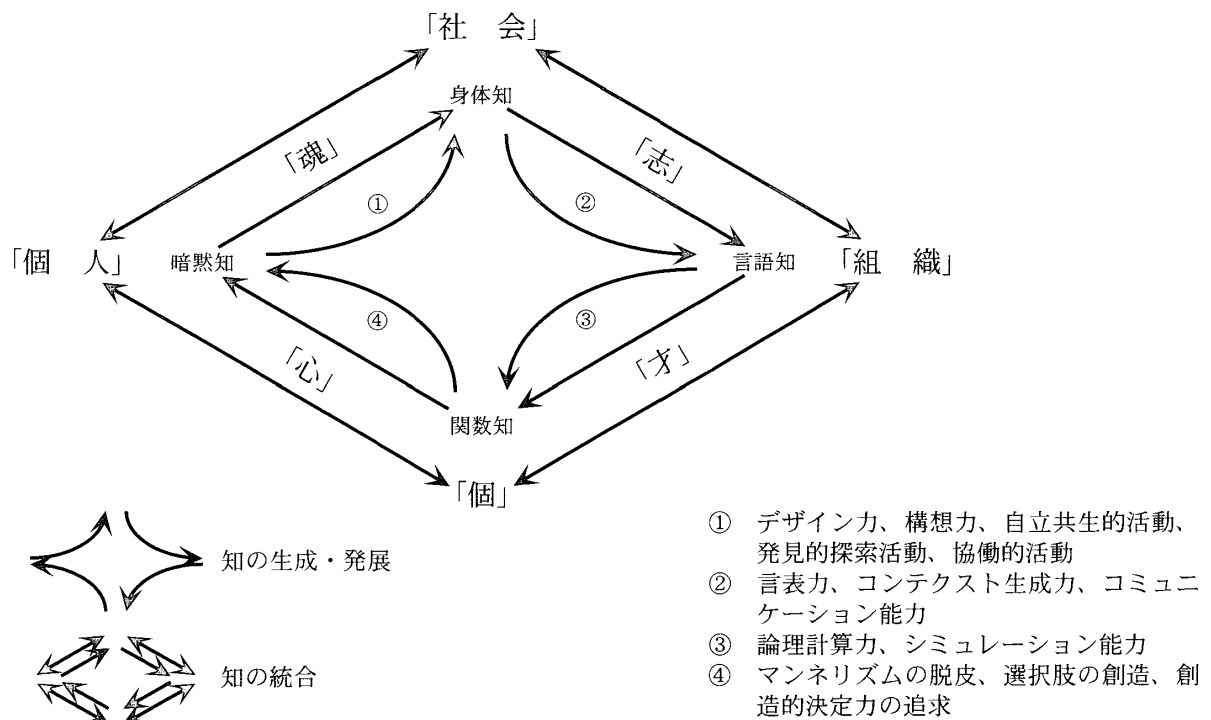 「社　会」
身体知
「魂」
「志」
①
②
「個　人」
暗黙知
言語知
「組　織」
④
③
「心」
「才」
関数知
「個」
知の生成・発展
知の統合
①　デザイン力、構想力、自立共生的活動、
発見的探索活動、協働的活動
②　言表力、コンテクスト生成力、コミュニ
ケーション能力
③　論理計算力、シミュレーション能力
④　マンネリズムの脱皮、選択肢の創造、創
造的決定力の追求